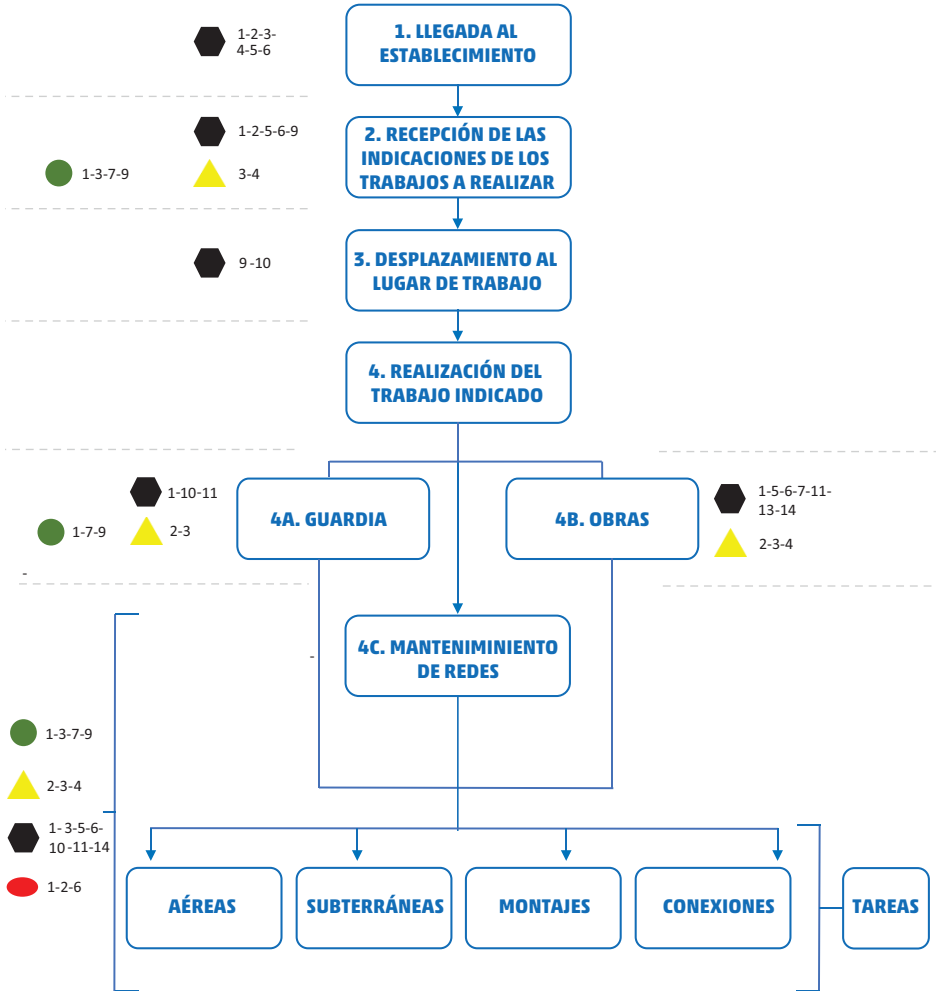 1. LLEGADA AL
ESTABLECIMIENTO
1-2-3-
4-5-6
2. RECEPCIÓN DE LAS
INDICACIONES DE LOS
TRABAJOS A REALIZAR
1-2-5-6-9
1-3-7-9
3-4
3. DESPLAZAMIENTO AL
LUGAR DE TRABAJO
9 -10
4. REALIZACIÓN DEL
TRABAJO INDICADO
1-10-11
1-7-9
2-3
-
4A. GUARDIA
4B. OBRAS
1-5-6-7-11-
13-14
2-3-4
-
4C. MANTENIMINIENTO
DE REDES
1-3-7-9
2-3-4
1- 3-5-6-
10 -11-14
1-2-6
AÉREAS
SUBTERRÁNEAS
MONTAJES
CONEXIONES
TAREAS